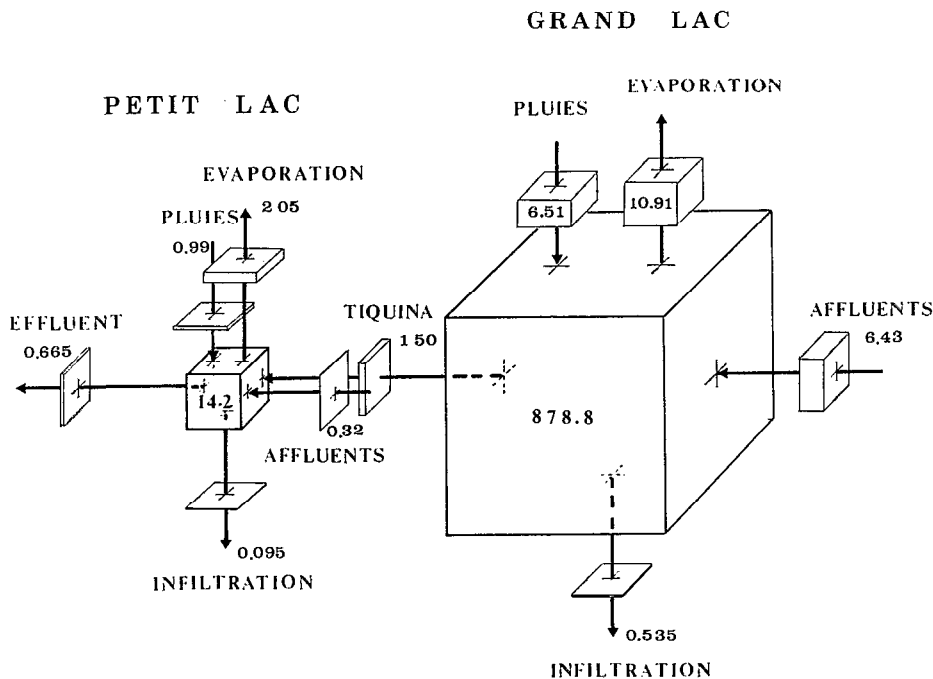 GRAND LAC
PETIT LAC
EVAPORATION
PLUIES
10.91
6.51
EVAPORATION
2 05
PLUIES
0,99
TIQUINA
1 50
AFFLUENTS
6,43
EFFLUENT
0.665
14.2
878.8
0,32
AFFLUENTS
0,095
INFILTRATION
0.535
INFILTRATION